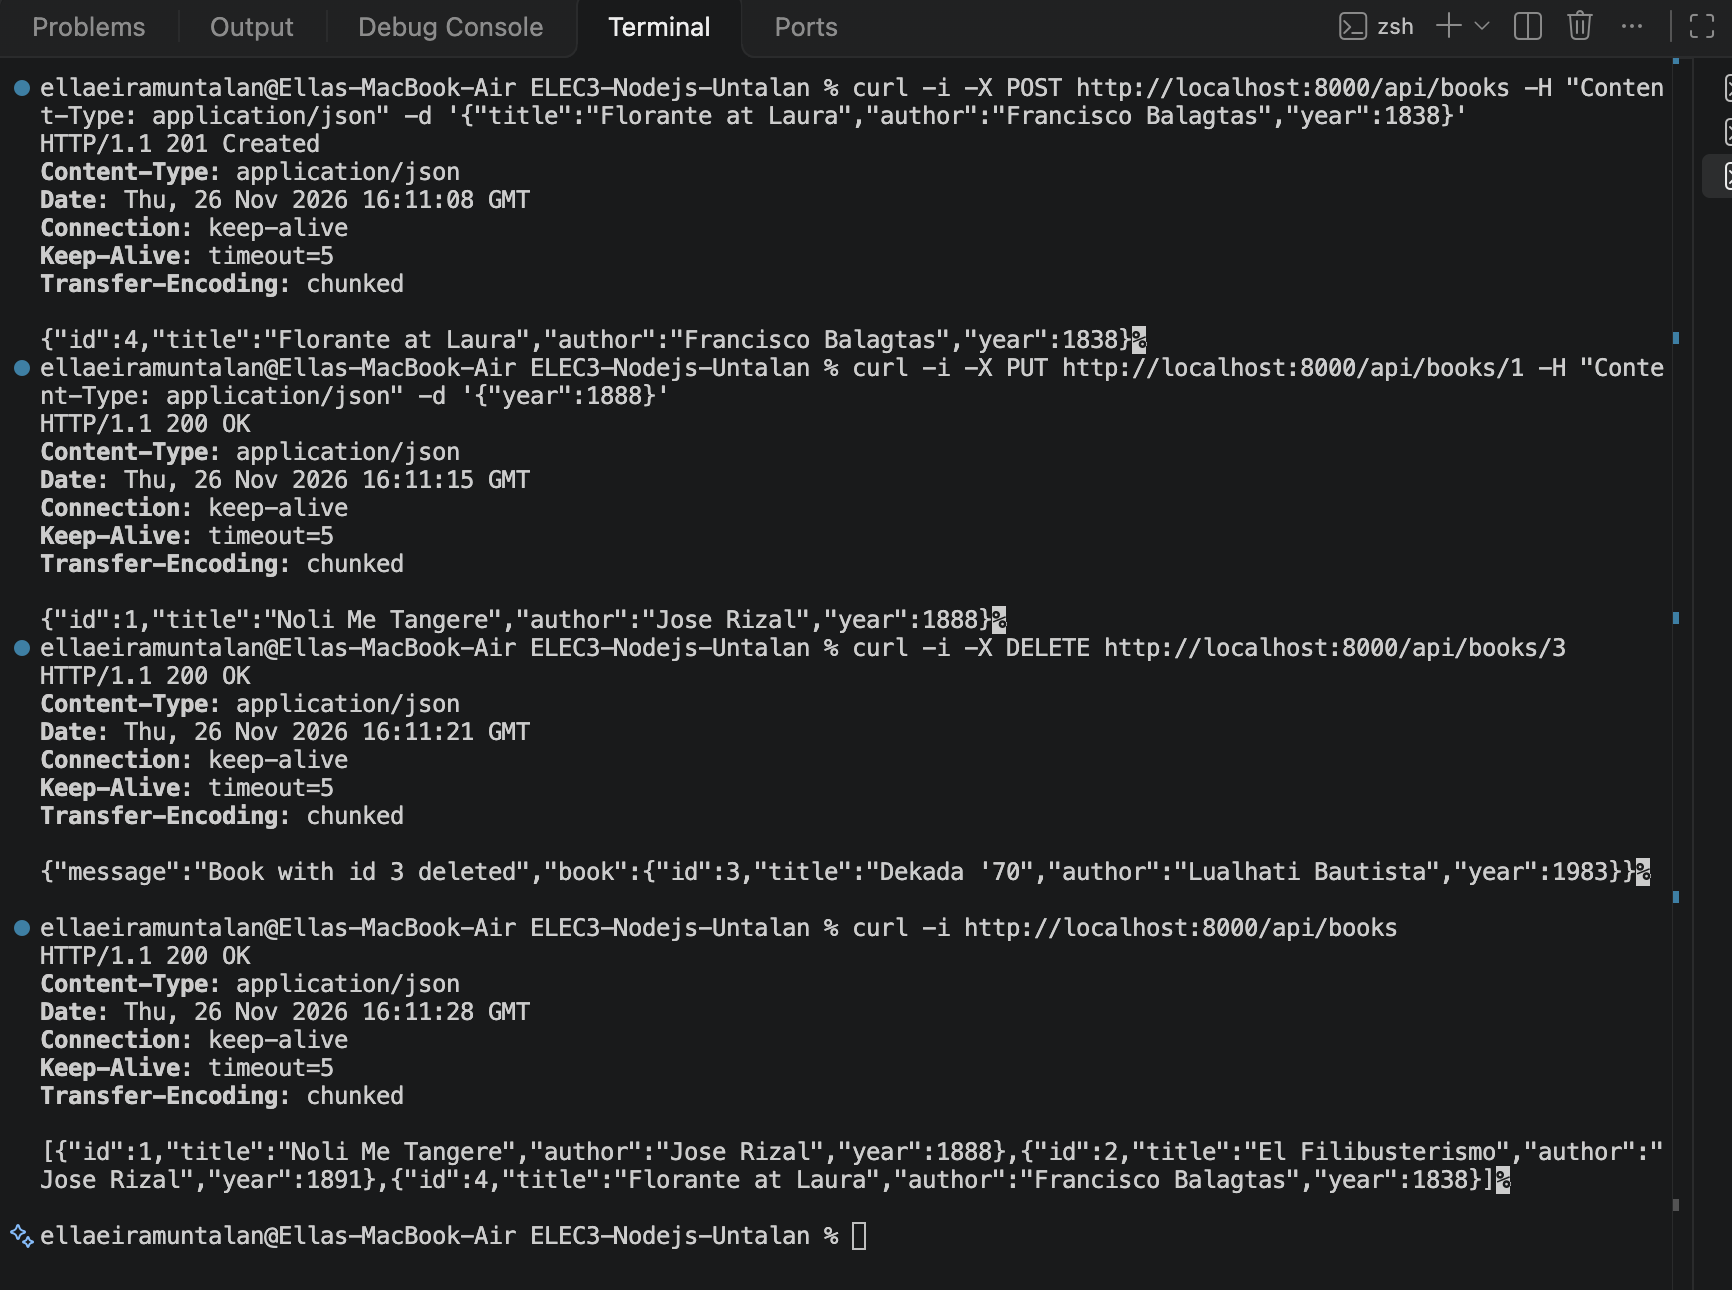 Problems Output Debug Console Terminal Ports zsh
ellaeiramuntalan@Ellas-MacBook-Air ELEC3-Nodejs-Untalan % curl -i -X POST http://localhost:8000/api/books -H "Conten
t-Type: application/json" -d '{"title":"Florante at Laura","author":"Francisco Balagtas","year":1838}'
HTTP/1.1 201 Created
Content-Type: application/json
Date: Thu, 26 Nov 2026 16:11:08 GMT
Connection: keep-alive
Keep-Alive: timeout=5
Transfer-Encoding: chunked
{"id":4,"title":"Florante at Laura","author":"Francisco Balagtas","year":1838}%
ellaeiramuntalan@Ellas-MacBook-Air ELEC3-Nodejs-Untalan % curl -i -X PUT http://localhost:8000/api/books/1 -H "Conte
nt-Type: application/json" -d '{"year":1888}'
HTTP/1.1 200 OK
Content-Type: application/json
Date: Thu, 26 Nov 2026 16:11:15 GMT
Connection: keep-alive
Keep-Alive: timeout=5
Transfer-Encoding: chunked
{"id":1,"title":"Noli Me Tangere","author":"Jose Rizal","year":1888}%
ellaeiramuntalan@Ellas-MacBook-Air ELEC3-Nodejs-Untalan % curl -i -X DELETE http://localhost:8000/api/books/3
HTTP/1.1 200 OK
Content-Type: application/json
Date: Thu, 26 Nov 2026 16:11:21 GMT
Connection: keep-alive
Keep-Alive: timeout=5
Transfer-Encoding: chunked
{"message":"Book with id 3 deleted","book":{"id":3,"title":"Dekada '70","author":"Lualhati Bautista","year":1983}}%
ellaeiramuntalan@Ellas-MacBook-Air ELEC3-Nodejs-Untalan % curl -i http://localhost:8000/api/books
HTTP/1.1 200 OK
Content-Type: application/json
Date: Thu, 26 Nov 2026 16:11:28 GMT
Connection: keep-alive
Keep-Alive: timeout=5
Transfer-Encoding: chunked
[{"id":1,"title":"Noli Me Tangere","author":"Jose Rizal","year":1888},{"id":2,"title":"El Filibusterismo","author":"
Jose Rizal","year":1891},{"id":4,"title":"Florante at Laura","author":"Francisco Balagtas","year":1838}]%
ellaeiramuntalan@Ellas-MacBook-Air ELEC3-Nodejs-Untalan %